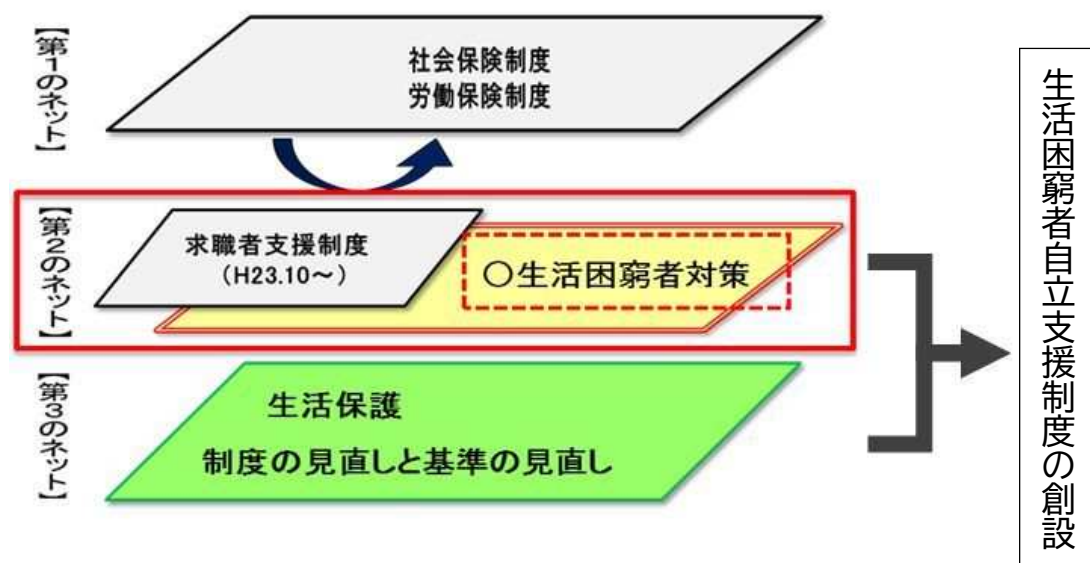 【第1のネット】
社会保険制度
労働保険制度
【第2のネット】
求職者支援制度
(H23.10～)
○生活困窮者対策
【第3のネット】
生活保護
制度の見直しと基準の見直し
生活困窮者自立支援制度の創設